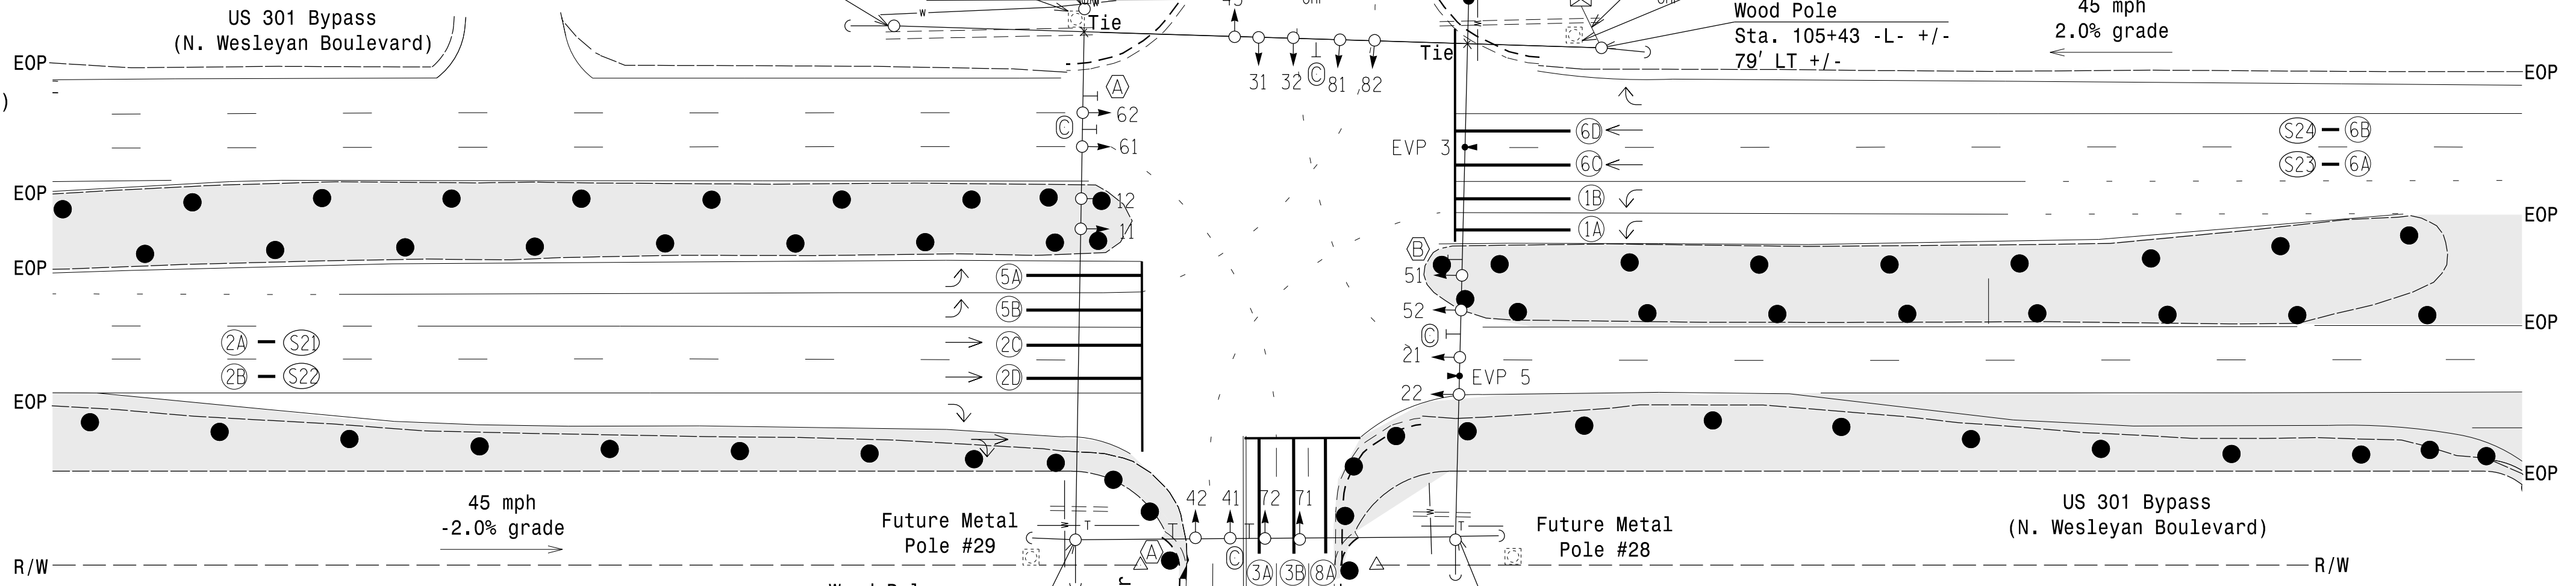 US 301 Bypass
(N. Wesleyan Boulevard)
W
Tie
Tie
Wood Pole
Sta. 105+43 -L- +/-
79' LT +/-
45 mph
2.0% grade
EOP
EOP
)
31
32
C
81
82
A
62
C
61
6D
EVP 3
6C
S24 6B
S23 6A
EOP
12
1B
EOP
11
1A
B
EOP
5A
51
5B
52
EOP
2A S21
2C
C
21
2B S22
2D
EVP 5
22
EOP
EOP
45 mph
-2.0% grade
42
41
72
71
US 301 Bypass
(N. Wesleyan Boulevard)
Future Metal
Pole #29
T
T
Future Metal
Pole #28
A
C
R/W
3A
3B
8A
R/W